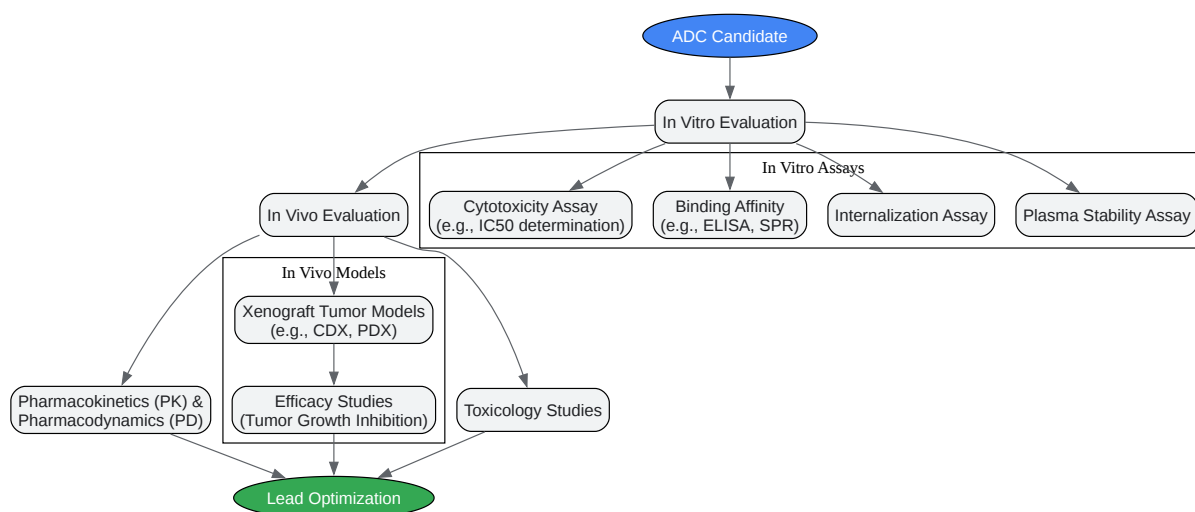 ADC Candidate
In Vitro Evaluation
In Vitro Assays
In Vivo Evaluation
Cytotoxicity Assay
(e.g., IC50 determination)
Binding Affinity
(e.g., ELISA, SPR)
Internalization Assay
Plasma Stability Assay
In Vivo Models
Xenograft Tumor Models
(e.g., CDX, PDX)
Pharmacokinetics (PK) &
Pharmacodynamics (PD)
Efficacy Studies
(Tumor Growth Inhibition)
Toxicology Studies
Lead Optimization